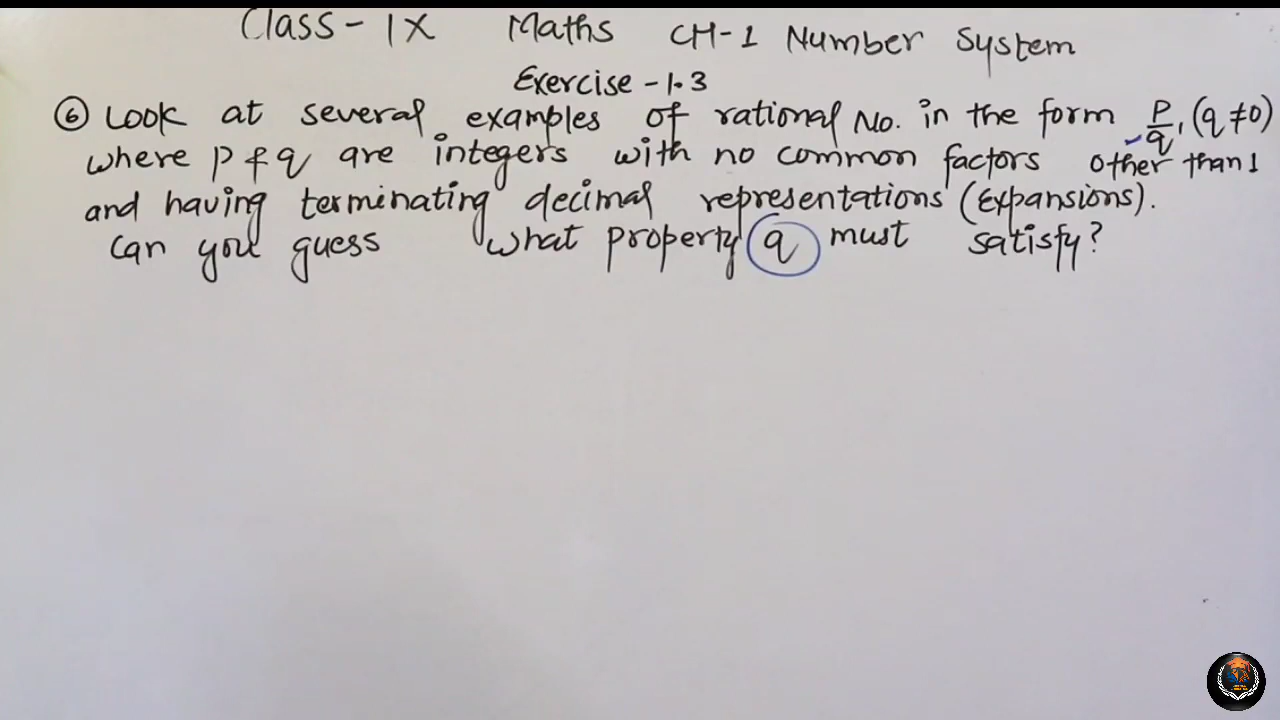 Class - IX Maths CH-1 Number System
Exercise - 1.3
⑥ Look at several examples of rational No. in the form P/q, (q ≠ 0)
where p & q are integers with no common factors other than 1
and having terminating decimal representations (Expansions).
Can you guess what property q must satisfy?